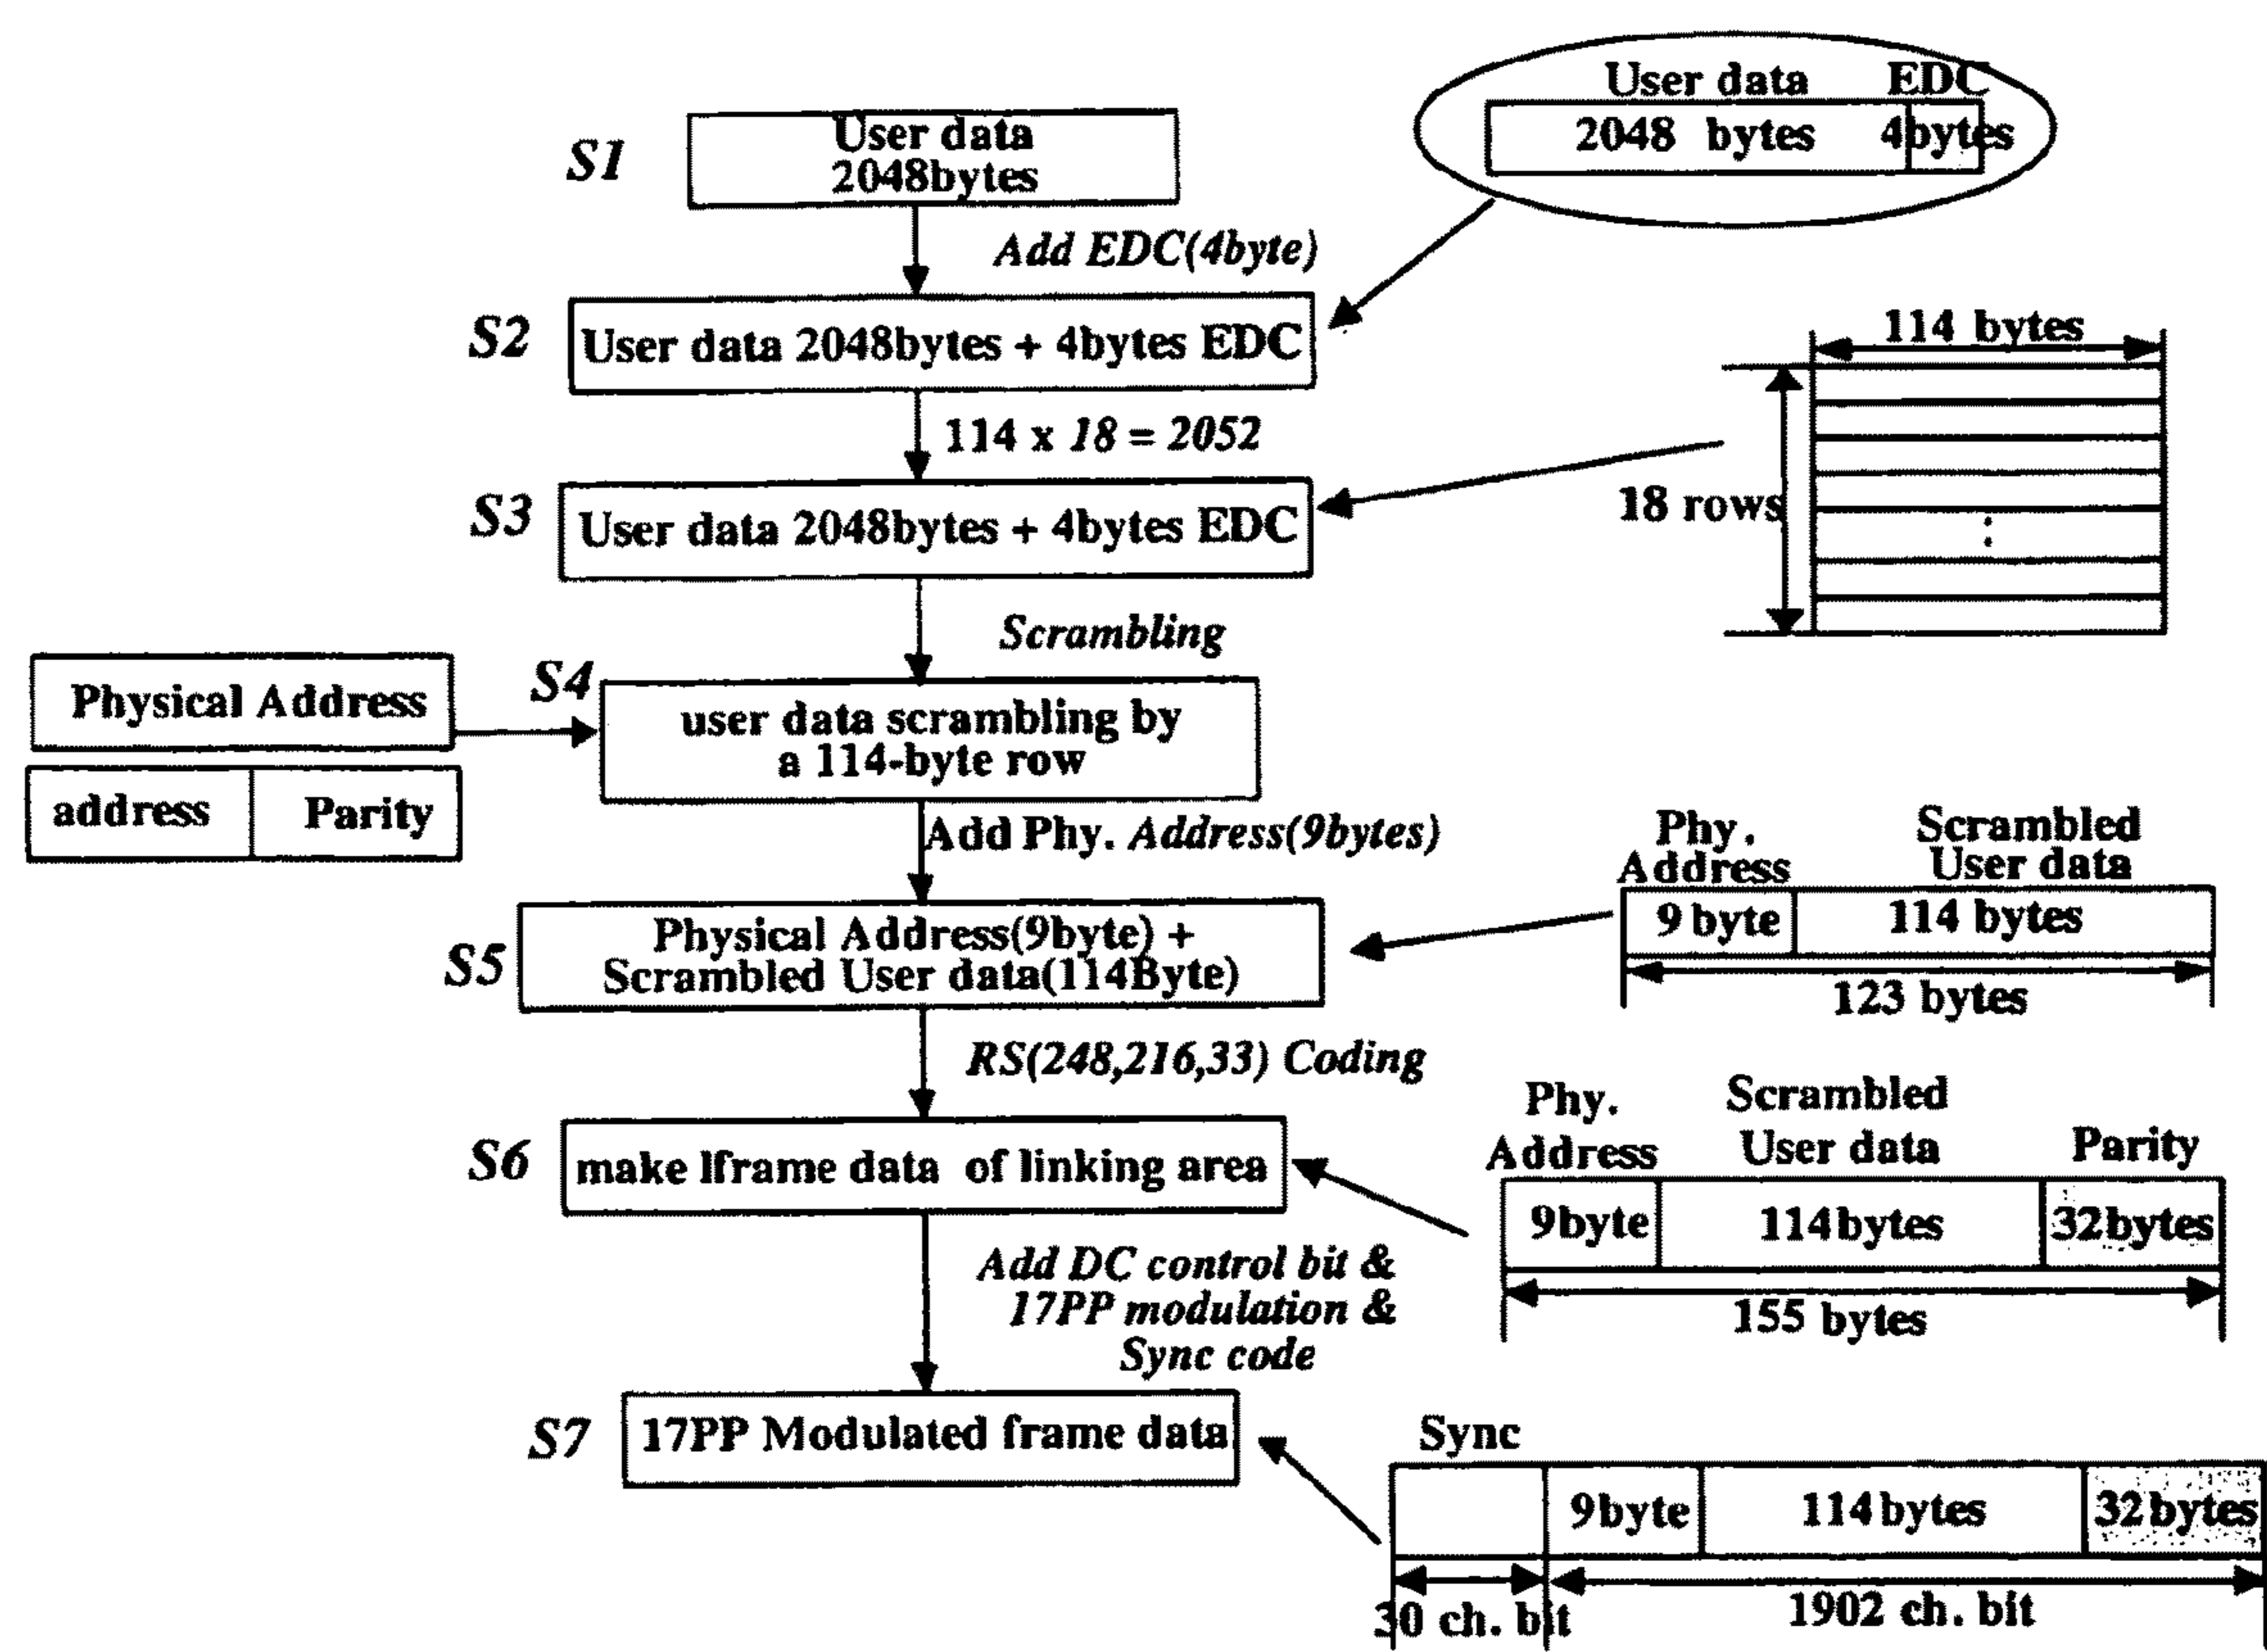 User data EDC
2048 bytes 4bytes
S1
User data
2048bytes
Add EDC(4byte)
S2
User data 2048bytes + 4bytes EDC
114 bytes
114 x 18 = 2052
18 rows
S3
User data 2048bytes + 4bytes EDC
Scrambling
Physical Address
address Parity
S4
user data scrambling by
a 114-byte row
Add Phy. Address(9bytes)
Phy.
Address
Scrambled
User data
9 byte 114 bytes
123 bytes
S5
Physical Address(9byte) +
Scrambled User data(114Byte)
RS(248,216,33) Coding
Phy.
Address
Scrambled
User data
Parity
9byte 114bytes 32bytes
155 bytes
S6
make 1frame data of linking area
Add DC control bit &
17PP modulation &
Sync code
S7
17PP Modulated frame data
Sync
9byte 114bytes 32bytes
30 ch. bit 1902 ch. bit